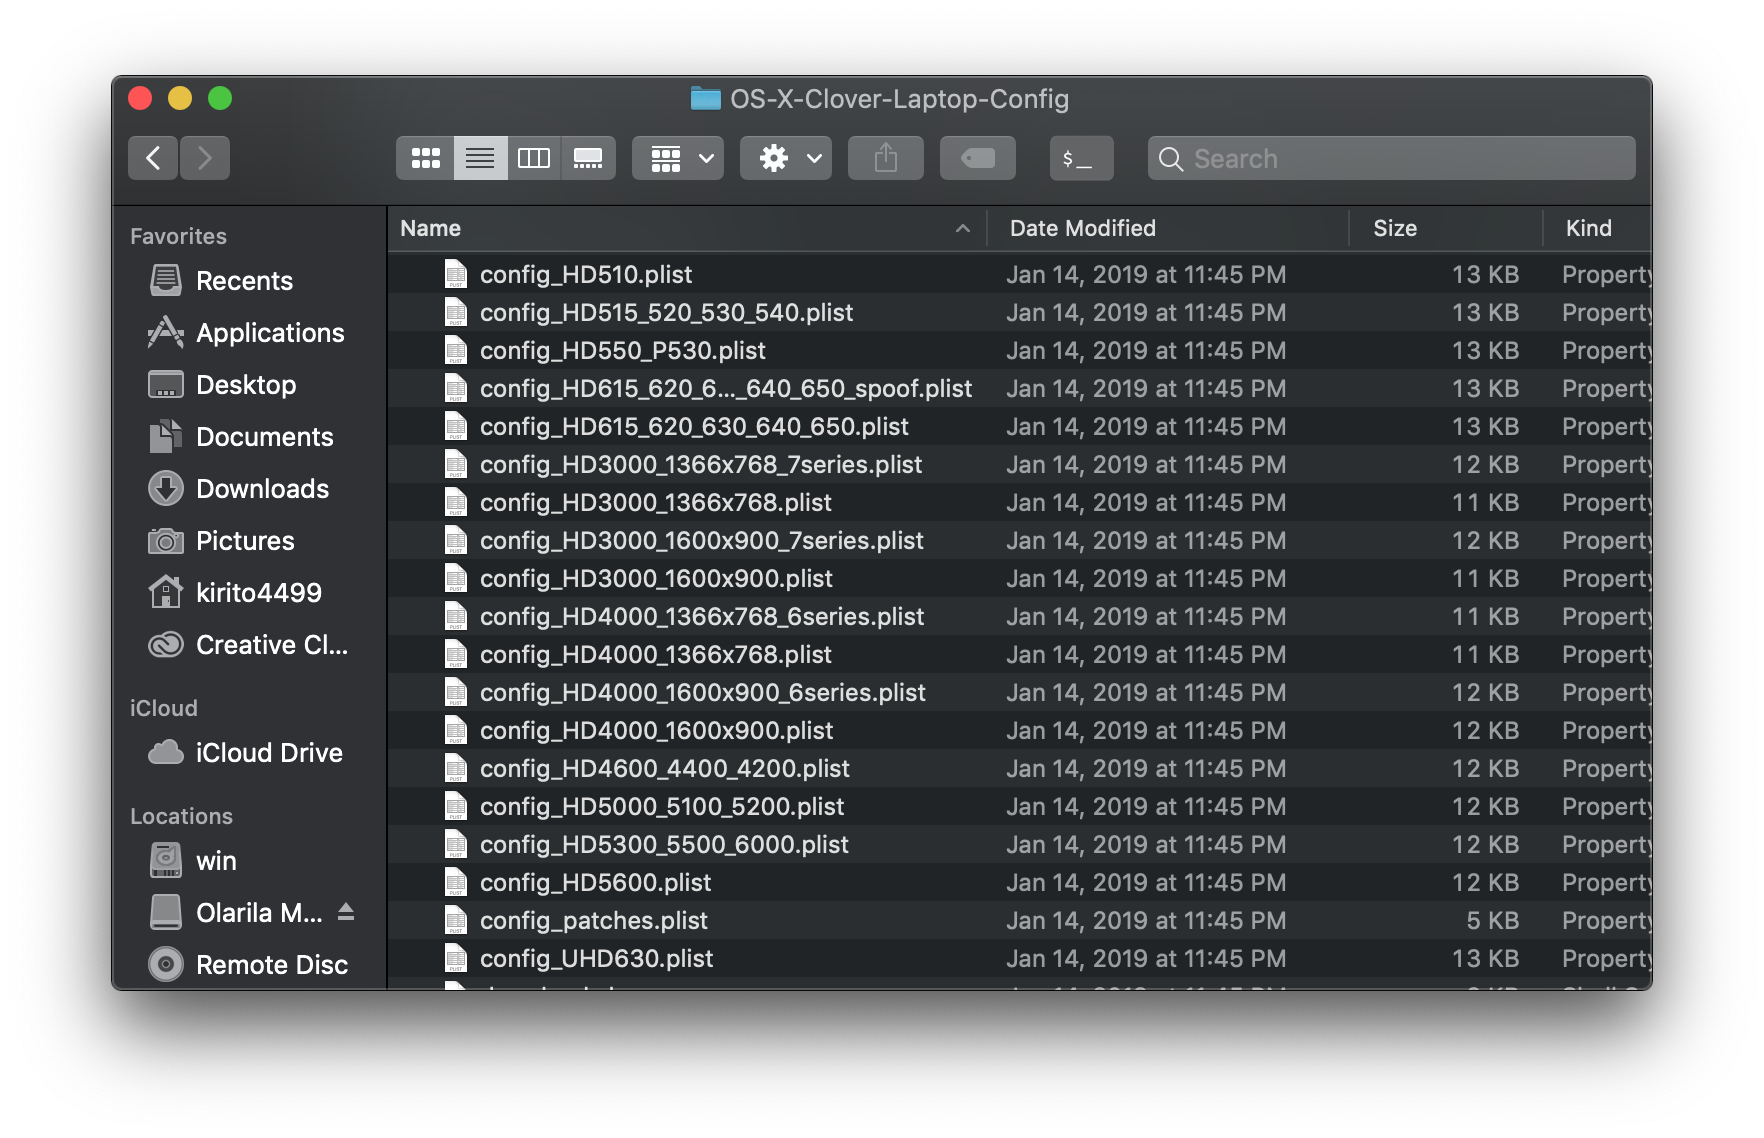 OS-X-Clover-Laptop-Config
$_
Search
Favorites
Recents
Applications
Desktop
Documents
Downloads
Pictures
kirito4499
Creative Cl...
iCloud
iCloud Drive
Locations
win
Olarila M...
Remote Disc
Name Date Modified Size Kind
config_HD510.plist Jan 14, 2019 at 11:45 PM 13 KB Property
config_HD515_520_530_540.plist Jan 14, 2019 at 11:45 PM 13 KB Property
config_HD550_P530.plist Jan 14, 2019 at 11:45 PM 13 KB Property
config_HD615_620_6..._640_650_spoof.plist Jan 14, 2019 at 11:45 PM 13 KB Property
config_HD615_620_630_640_650.plist Jan 14, 2019 at 11:45 PM 13 KB Property
config_HD3000_1366x768_7series.plist Jan 14, 2019 at 11:45 PM 12 KB Property
config_HD3000_1366x768.plist Jan 14, 2019 at 11:45 PM 11 KB Property
config_HD3000_1600x900_7series.plist Jan 14, 2019 at 11:45 PM 12 KB Property
config_HD3000_1600x900.plist Jan 14, 2019 at 11:45 PM 11 KB Property
config_HD4000_1366x768_6series.plist Jan 14, 2019 at 11:45 PM 11 KB Property
config_HD4000_1366x768.plist Jan 14, 2019 at 11:45 PM 11 KB Property
config_HD4000_1600x900_6series.plist Jan 14, 2019 at 11:45 PM 12 KB Property
config_HD4000_1600x900.plist Jan 14, 2019 at 11:45 PM 12 KB Property
config_HD4600_4400_4200.plist Jan 14, 2019 at 11:45 PM 12 KB Property
config_HD5000_5100_5200.plist Jan 14, 2019 at 11:45 PM 12 KB Property
config_HD5300_5500_6000.plist Jan 14, 2019 at 11:45 PM 12 KB Property
config_HD5600.plist Jan 14, 2019 at 11:45 PM 12 KB Property
config_patches.plist Jan 14, 2019 at 11:45 PM 5 KB Property
config_UHD630.plist Jan 14, 2019 at 11:45 PM 13 KB Property